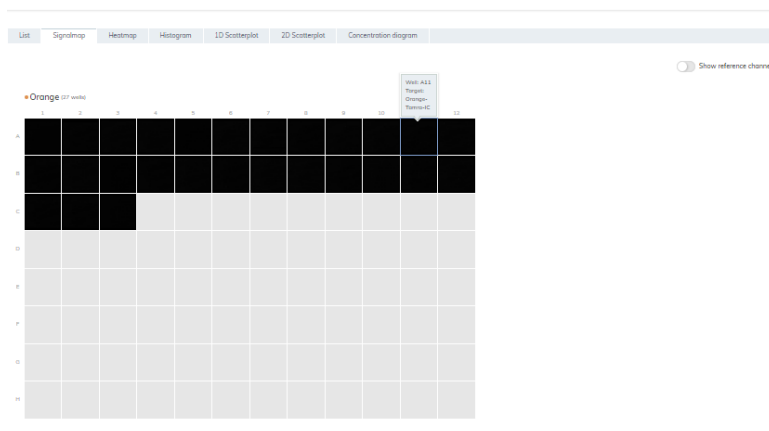 List Signalmap Heatmap Histogram 1D Scatterplot 2D Scatterplot Concentration diagram
Show reference channe
Well: A11
Target:
Orange-
Tamra-IC
Orange (27 wells)
1 2 3 4 5 6 7 8 9 10 12
A
B
C
D
E
F
G
H